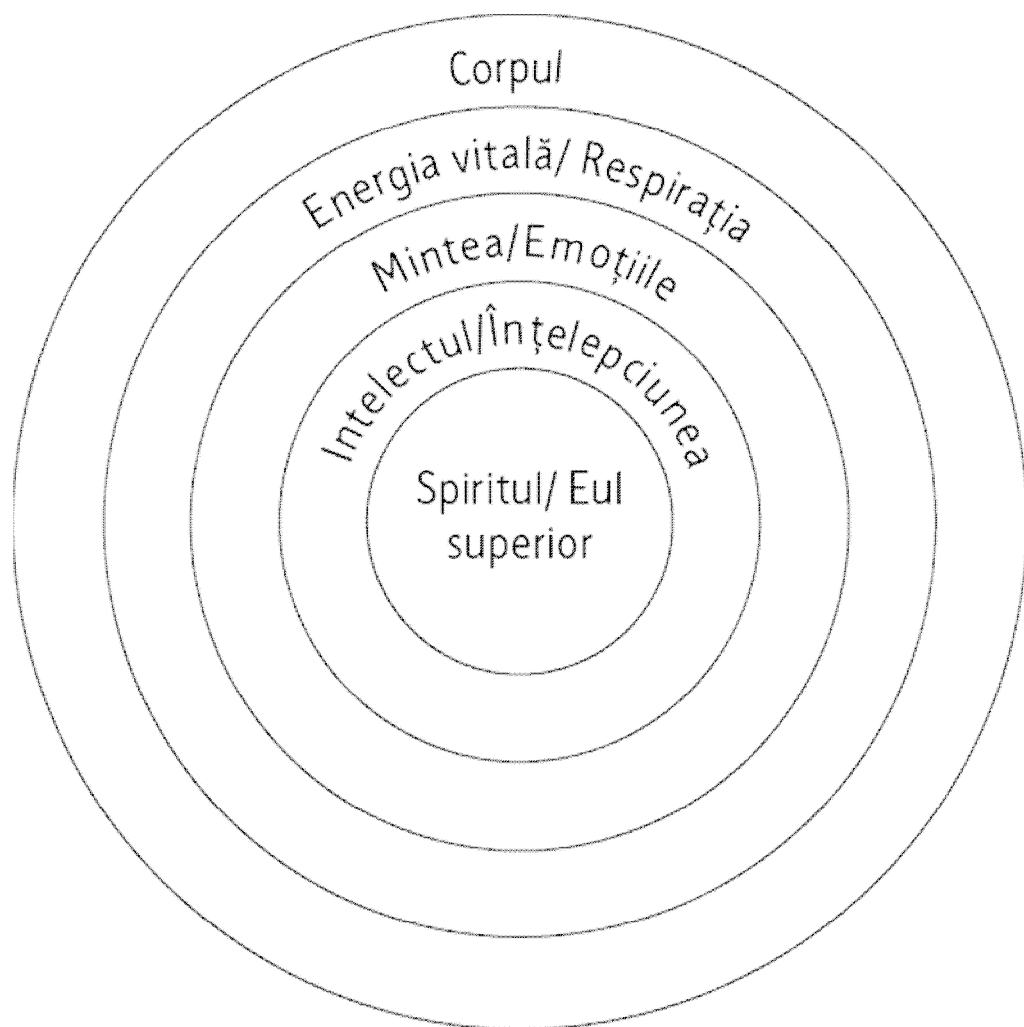 Corpul
Energia vitală/ Respirația
Mintea/Emoțiile
Intelectul/Înțelepciunea
Spiritul/ Eul
superior